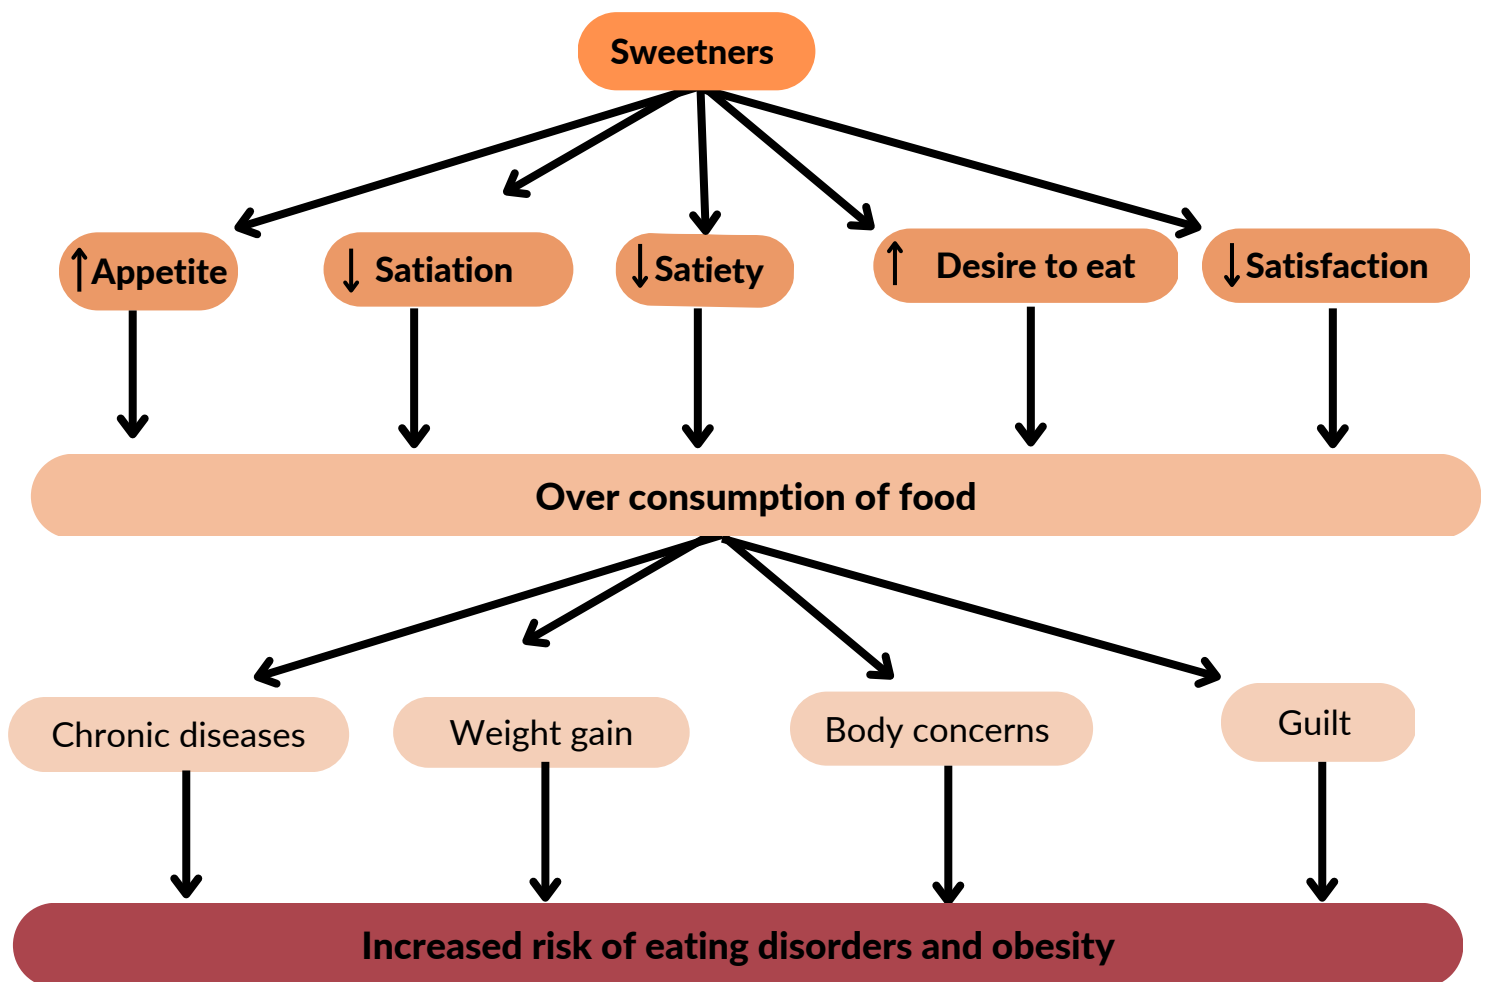 Sweetners
↑ Appetite
↓ Satiation
↓ Satiety
↑ Desire to eat
↓ Satisfaction
Over consumption of food
Chronic diseases
Weight gain
Body concerns
Guilt
Increased risk of eating disorders and obesity